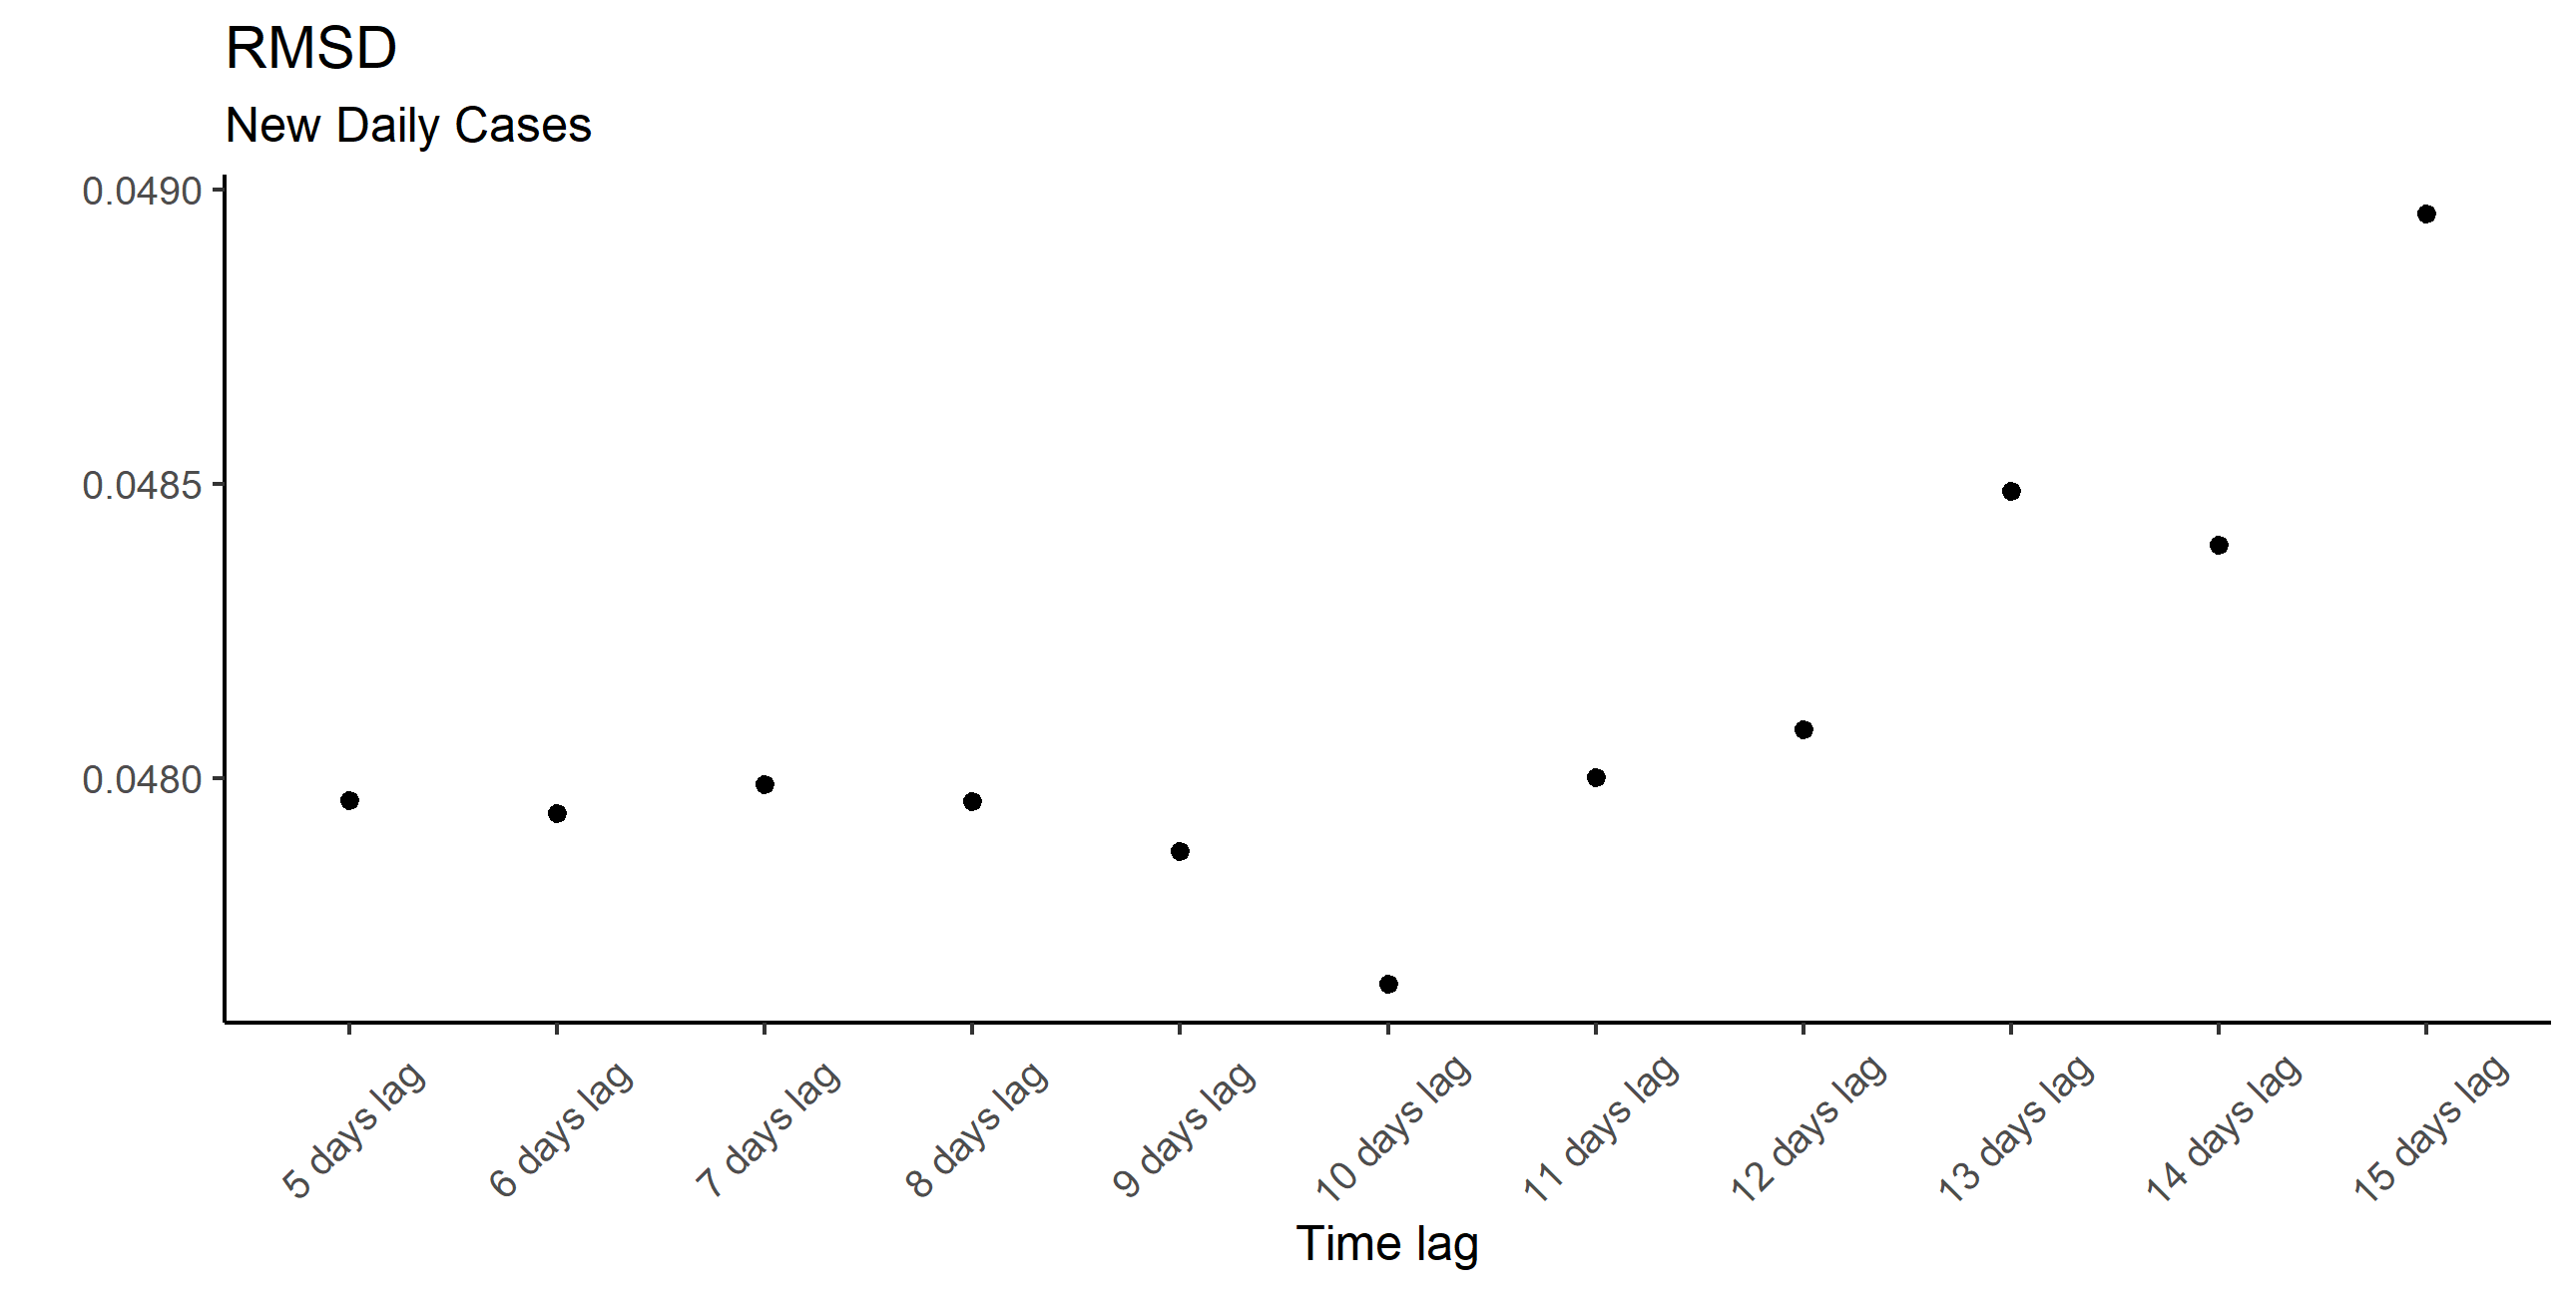 RMSD
New Daily Cases
0.0490
0.0485
0.0480
5 days lag
6 days lag
7 days lag
8 days lag
9 days lag
10 days lag
11 days lag
12 days lag
13 days lag
14 days lag
15 days lag
Time lag